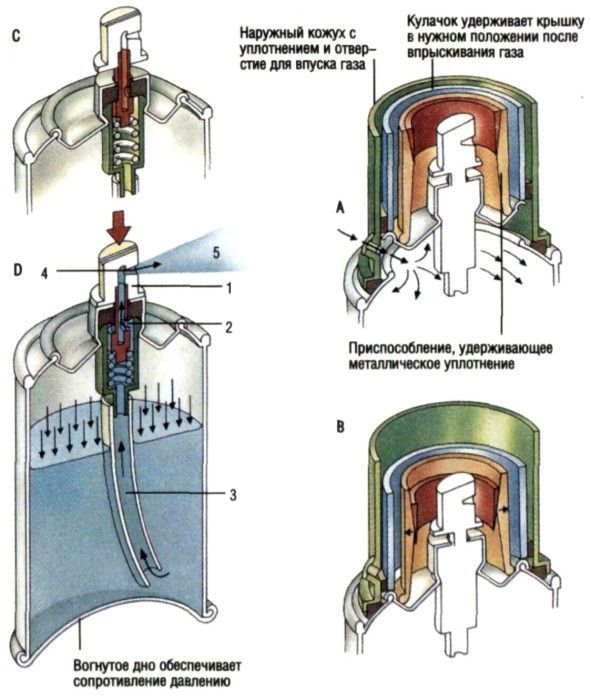 C
Наружный кожух с
уплотнением и отвер-
стие для впуска газа
Кулачок удерживает крышку
в нужном положении после
впрыскивания газа
A
D
4
5
1
2
3
Приспособление, удерживающее
металлическое уплотнение
B
Вогнутое дно обеспечивает
сопротивление давлению